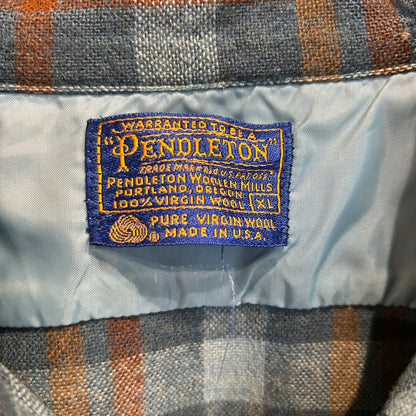 WARRANTED TO BE A
"PENDLETON"
TRADE MARK REG U.S. PAT. OFF.
PENDLETON WOOLEN MILLS
PORTLAND, OREGON
100% VIRGIN WOOL XL
® PURE VIRGIN WOOL
MADE IN U.S.A.